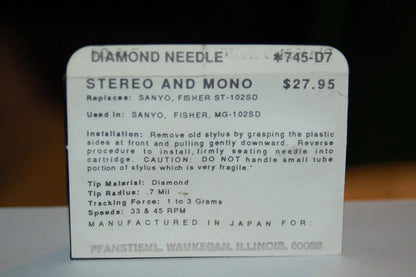 DIAMOND NEEDLE *745-D7
STEREO AND MONO $27.95
Replaces: SANYO, FISHER ST-102SD
Used in: SANYO, FISHER, MG-102SD
Installation: Remove old stylus by grasping the plastic
sides at front and pulling gently downward. Reverse
procedure to install, firmly seating needle into
cartridge. CAUTION: DO NOT handle small tube
portion of stylus which is very fragile.
Tip Material: Diamond
Tip Radius: .7 Mil
Tracking Force: 1 to 3 Grams
Speeds: 33 & 45 RPM
MANUFACTURED IN JAPAN FOR:
PFANSTIEHL, WAUKEGAN, ILLINOIS, 60085